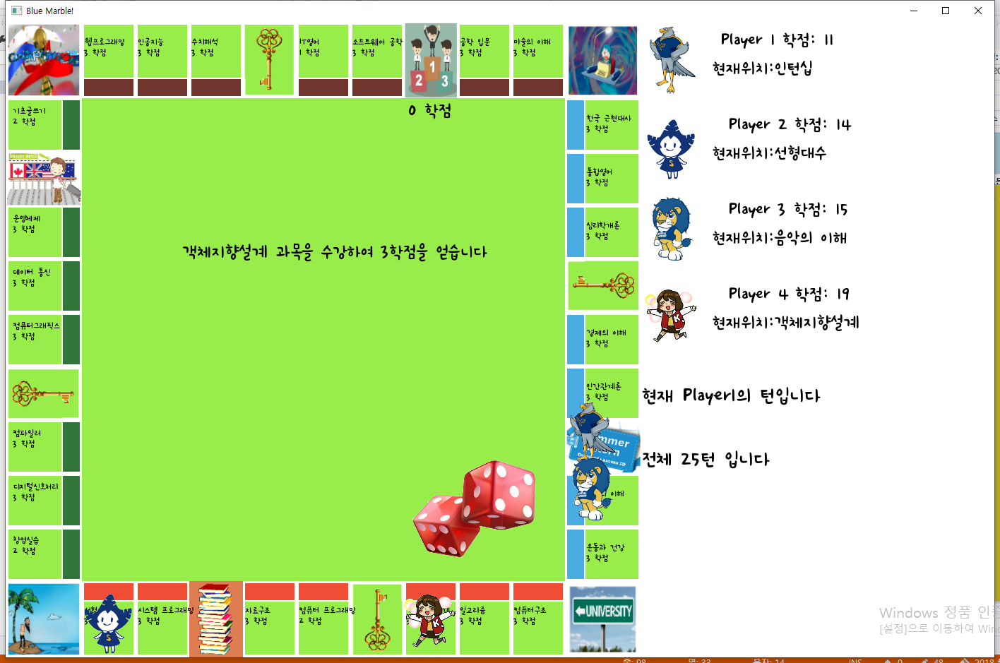 Blue Marble!
웹프로그래밍
3 학점
인공지능
3 학점
수치해석
3 학점
IT영어
1 학점
소프트웨어 공학
3 학점
1
2
3
공학 입문
3 학점
미술의 이해
3 학점
Player 1 학점: 11
현재위치:인턴십
0 학점
기초글쓰기
2 학점
한국 근현대사
3 학점
Player 2 학점: 14
현재위치:선형대수
통합영어
3 학점
운영체제
3 학점
심리학개론
3 학점
Player 3 학점: 15
현재위치:음악의 이해
객체지향설계 과목을 수강하여 3학점을 얻습니다
데이터 통신
3 학점
Player 4 학점: 19
현재위치:객체지향설계
컴퓨터그래픽스
3 학점
경제의 이해
3 학점
인간관계론
3 학점
현재 Player1의 턴입니다
컴파일러
3 학점
전체 25턴 입니다
디지털신호처리
3 학점
이해
창업실습
2 학점
운동과 건강
3 학점
시스템 프로그래밍
3 학점
자료구조
3 학점
컴퓨터 프로그래밍
2 학점
알고리즘
3 학점
컴퓨터구조
3 학점
UNIVERSITY
Windows 정품 인
[설정]으로 이동하여 Win